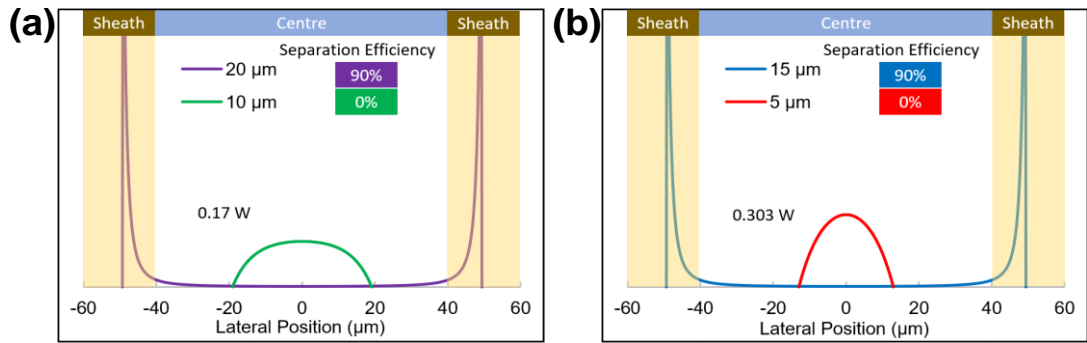 (a)
Sheath Centre Sheath
Separation Efficiency
20 µm 90%
10 µm 0%
0.17 W
-60 -40 -20 0 20 40 60
Lateral Position (µm)
(b)
Sheath Centre Sheath
Separation Efficiency
15 µm 90%
5 µm 0%
0.303 W
-60 -40 -20 0 20 40 60
Lateral Position (µm)